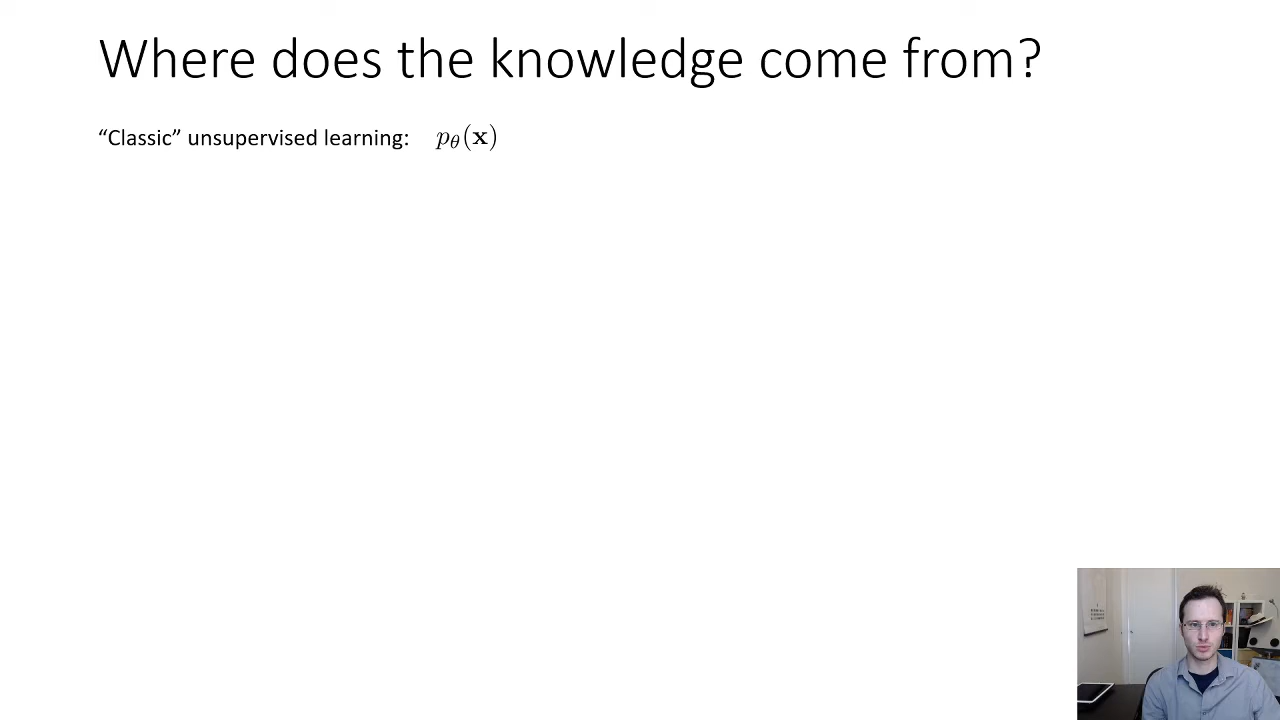 Where does the knowledge come from?
“Classic” unsupervised learning: pθ(x)